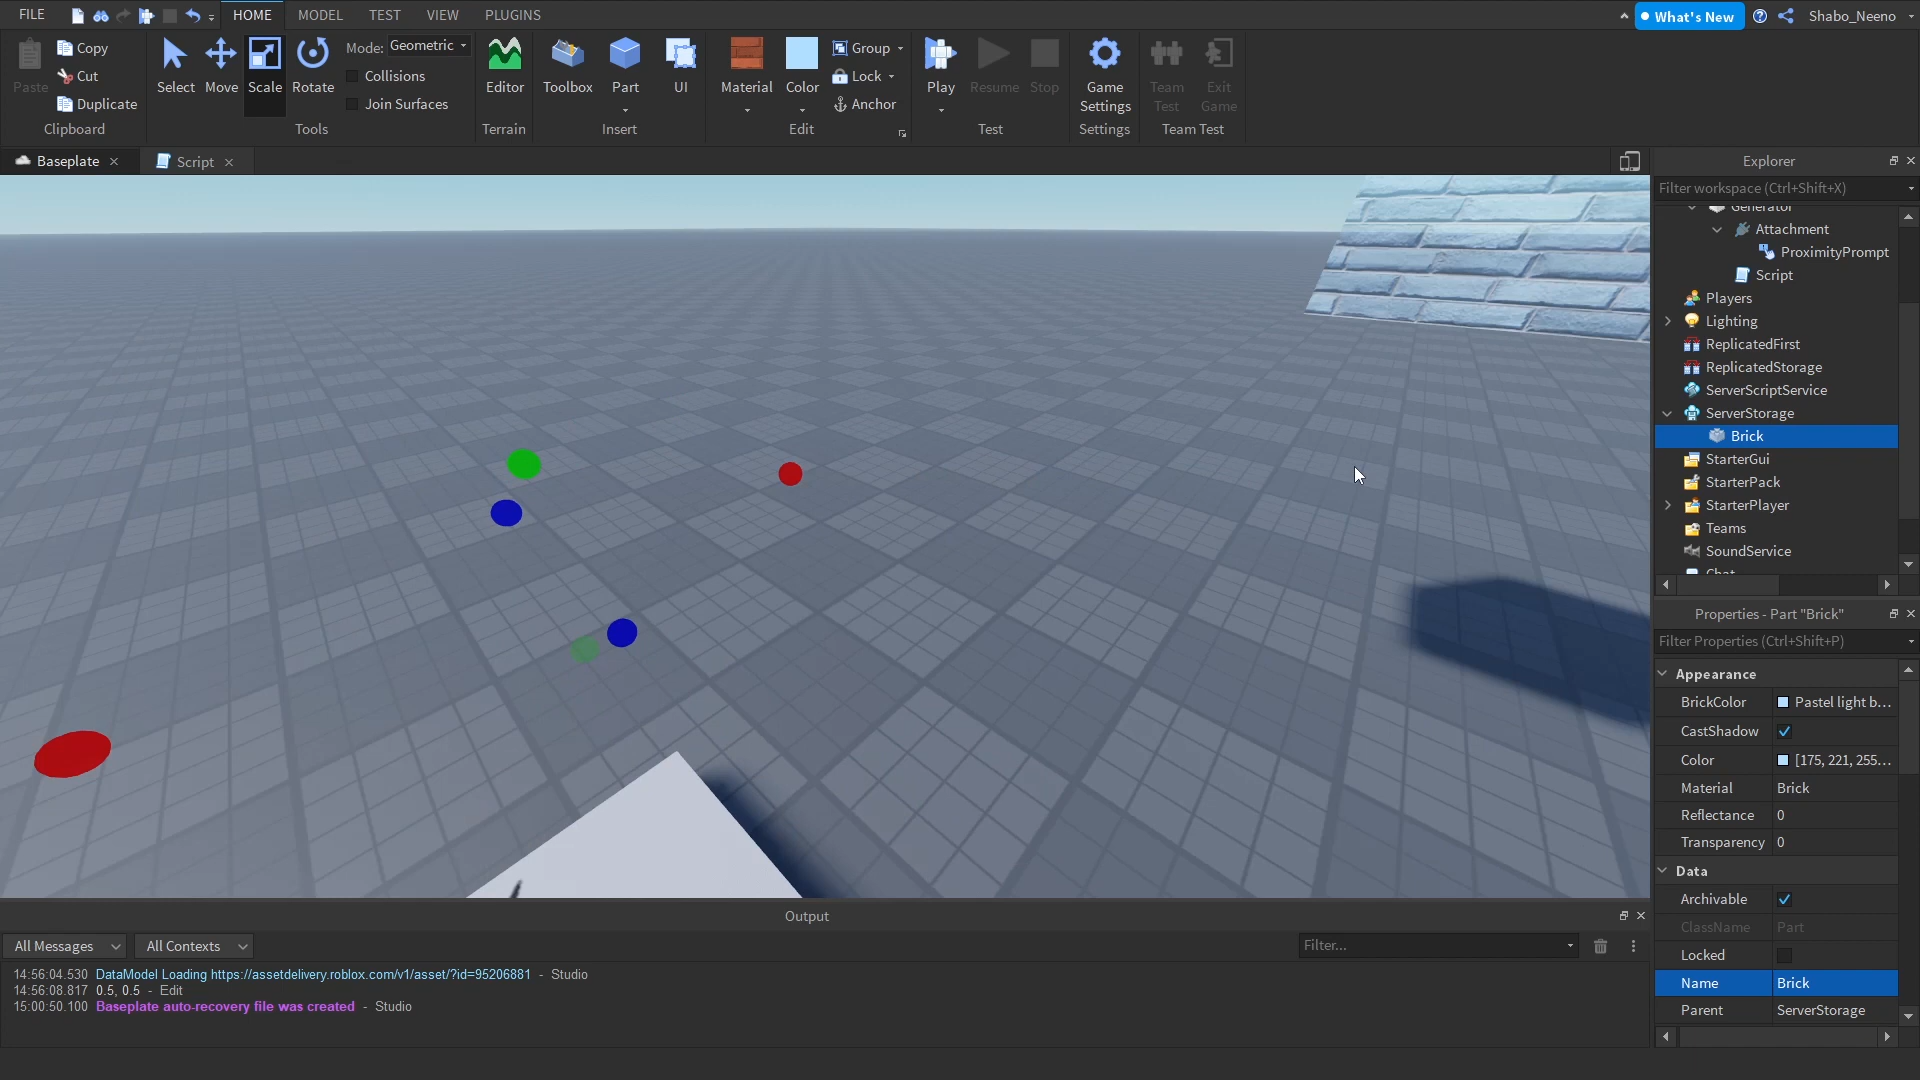 FILE HOME MODEL TEST VIEW PLUGINS What's New Shabo_Neeno
Paste Copy Cut Duplicate
Clipboard
Select Move Scale Rotate
Mode: Geometric
Collisions
Join Surfaces
Tools
Editor
Terrain
Toolbox Part UI
Insert
Material Color Group Lock Anchor
Edit
Play Resume Stop
Test
Game Settings
Settings
Team Test Exit Game
Team Test
Baseplate Script
Explorer
Filter workspace (Ctrl+Shift+X)
Generator
Attachment
ProximityPrompt
Script
Players
Lighting
ReplicatedFirst
ReplicatedStorage
ServerScriptService
ServerStorage
Brick
StarterGui
StarterPack
StarterPlayer
Teams
SoundService
Chat
Properties - Part "Brick"
Filter Properties (Ctrl+Shift+P)
Appearance
BrickColor Pastel light b...
CastShadow
Color [175, 221, 255...
Material Brick
Reflectance 0
Transparency 0
Data
Archivable
ClassName Part
Locked
Name Brick
Parent ServerStorage
Output
All Messages All Contexts Filter...
14:56:04.530 DataModel Loading https://assetdelivery.roblox.com/v1/asset/?id=95206881 - Studio
14:56:08.817 0.5, 0.5 - Edit
15:00:50.100 Baseplate auto-recovery file was created - Studio